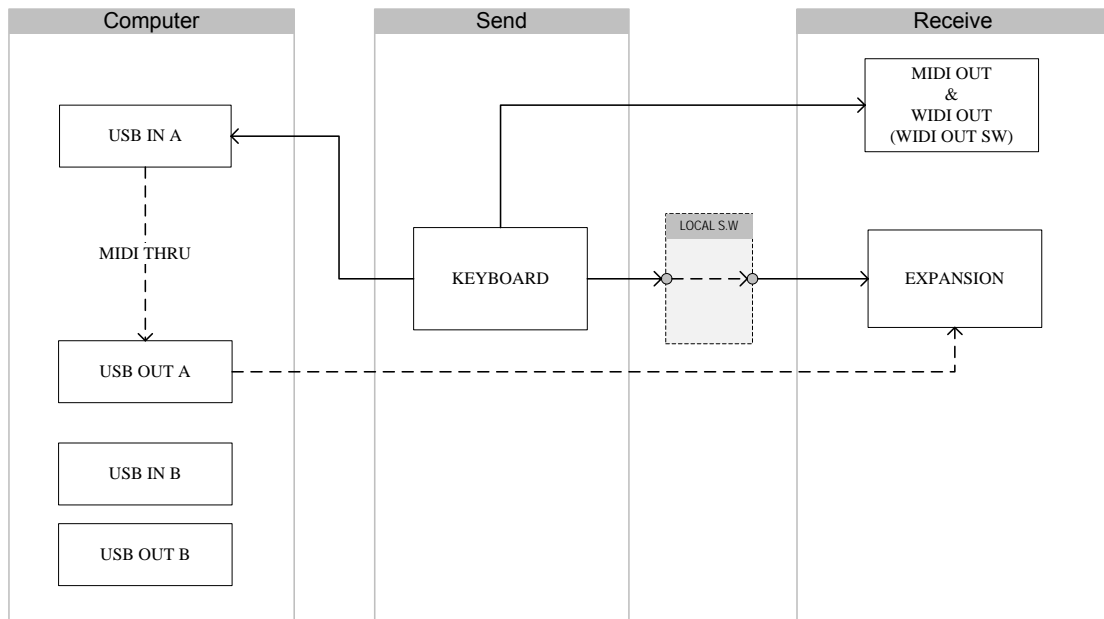 Computer
Send
Receive
USB IN A
MIDI OUT
&
WIDI OUT
(WIDI OUT SW)
LOCAL S.W
MIDI THRU
KEYBOARD
EXPANSION
USB OUT A
USB IN B
USB OUT B